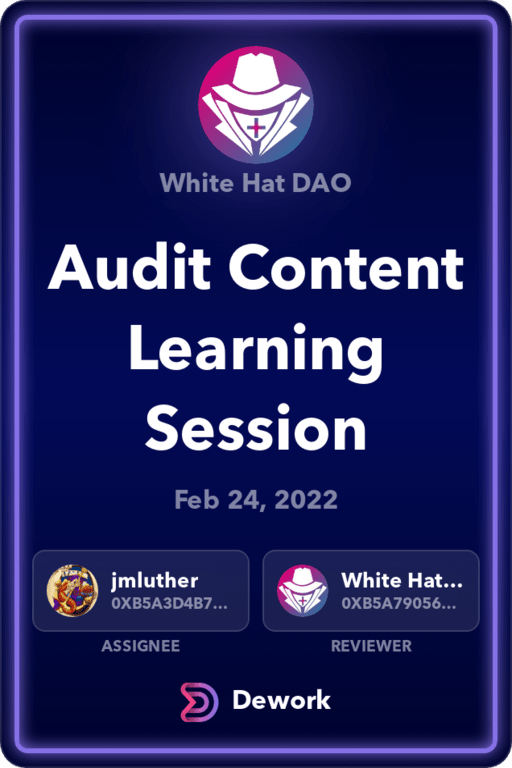 White Hat DAO
Audit Content
Learning
Session
Feb 24, 2022
jmluther
0XB5A3D4B7...
ASSIGNEE
White Hat...
0XB5A79056...
REVIEWER
Dework